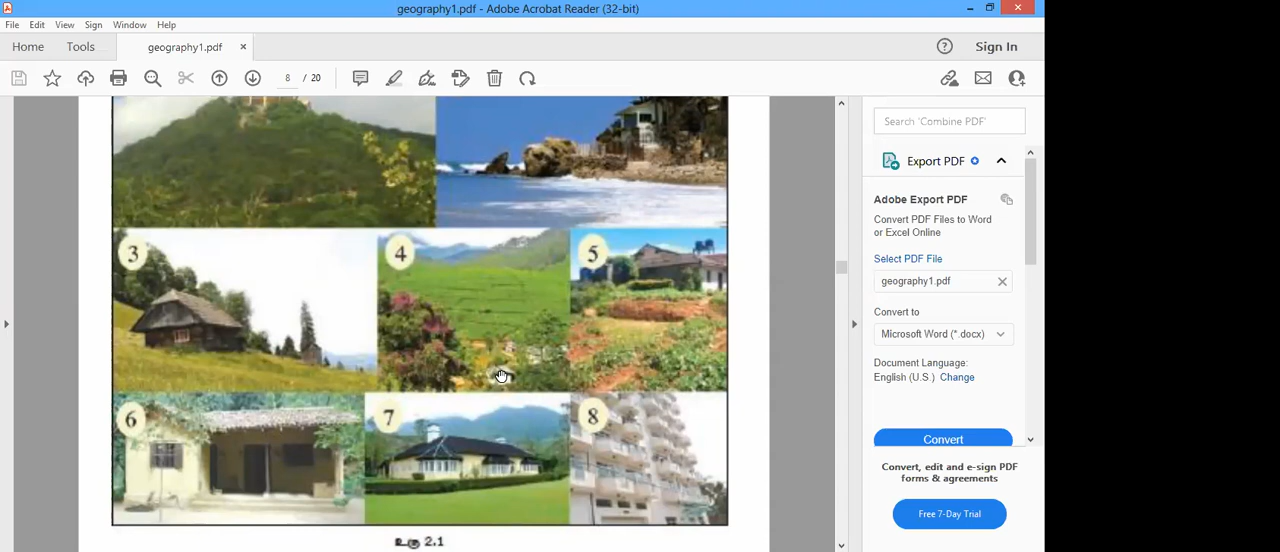 geography1.pdf - Adobe Acrobat Reader (32-bit)
File Edit View Sign Window Help
Home Tools geography1.pdf × Sign In
8 / 20
Search 'Combine PDF'
Export PDF
Adobe Export PDF
Convert PDF Files to Word
or Excel Online
Select PDF File
geography1.pdf
Convert to
Microsoft Word (*.docx)
Document Language:
English (U.S.) Change
Convert
Convert, edit and e-sign PDF
forms & agreements
Free 7-Day Trial
3 4 5
6 7 8
உரு 2.1